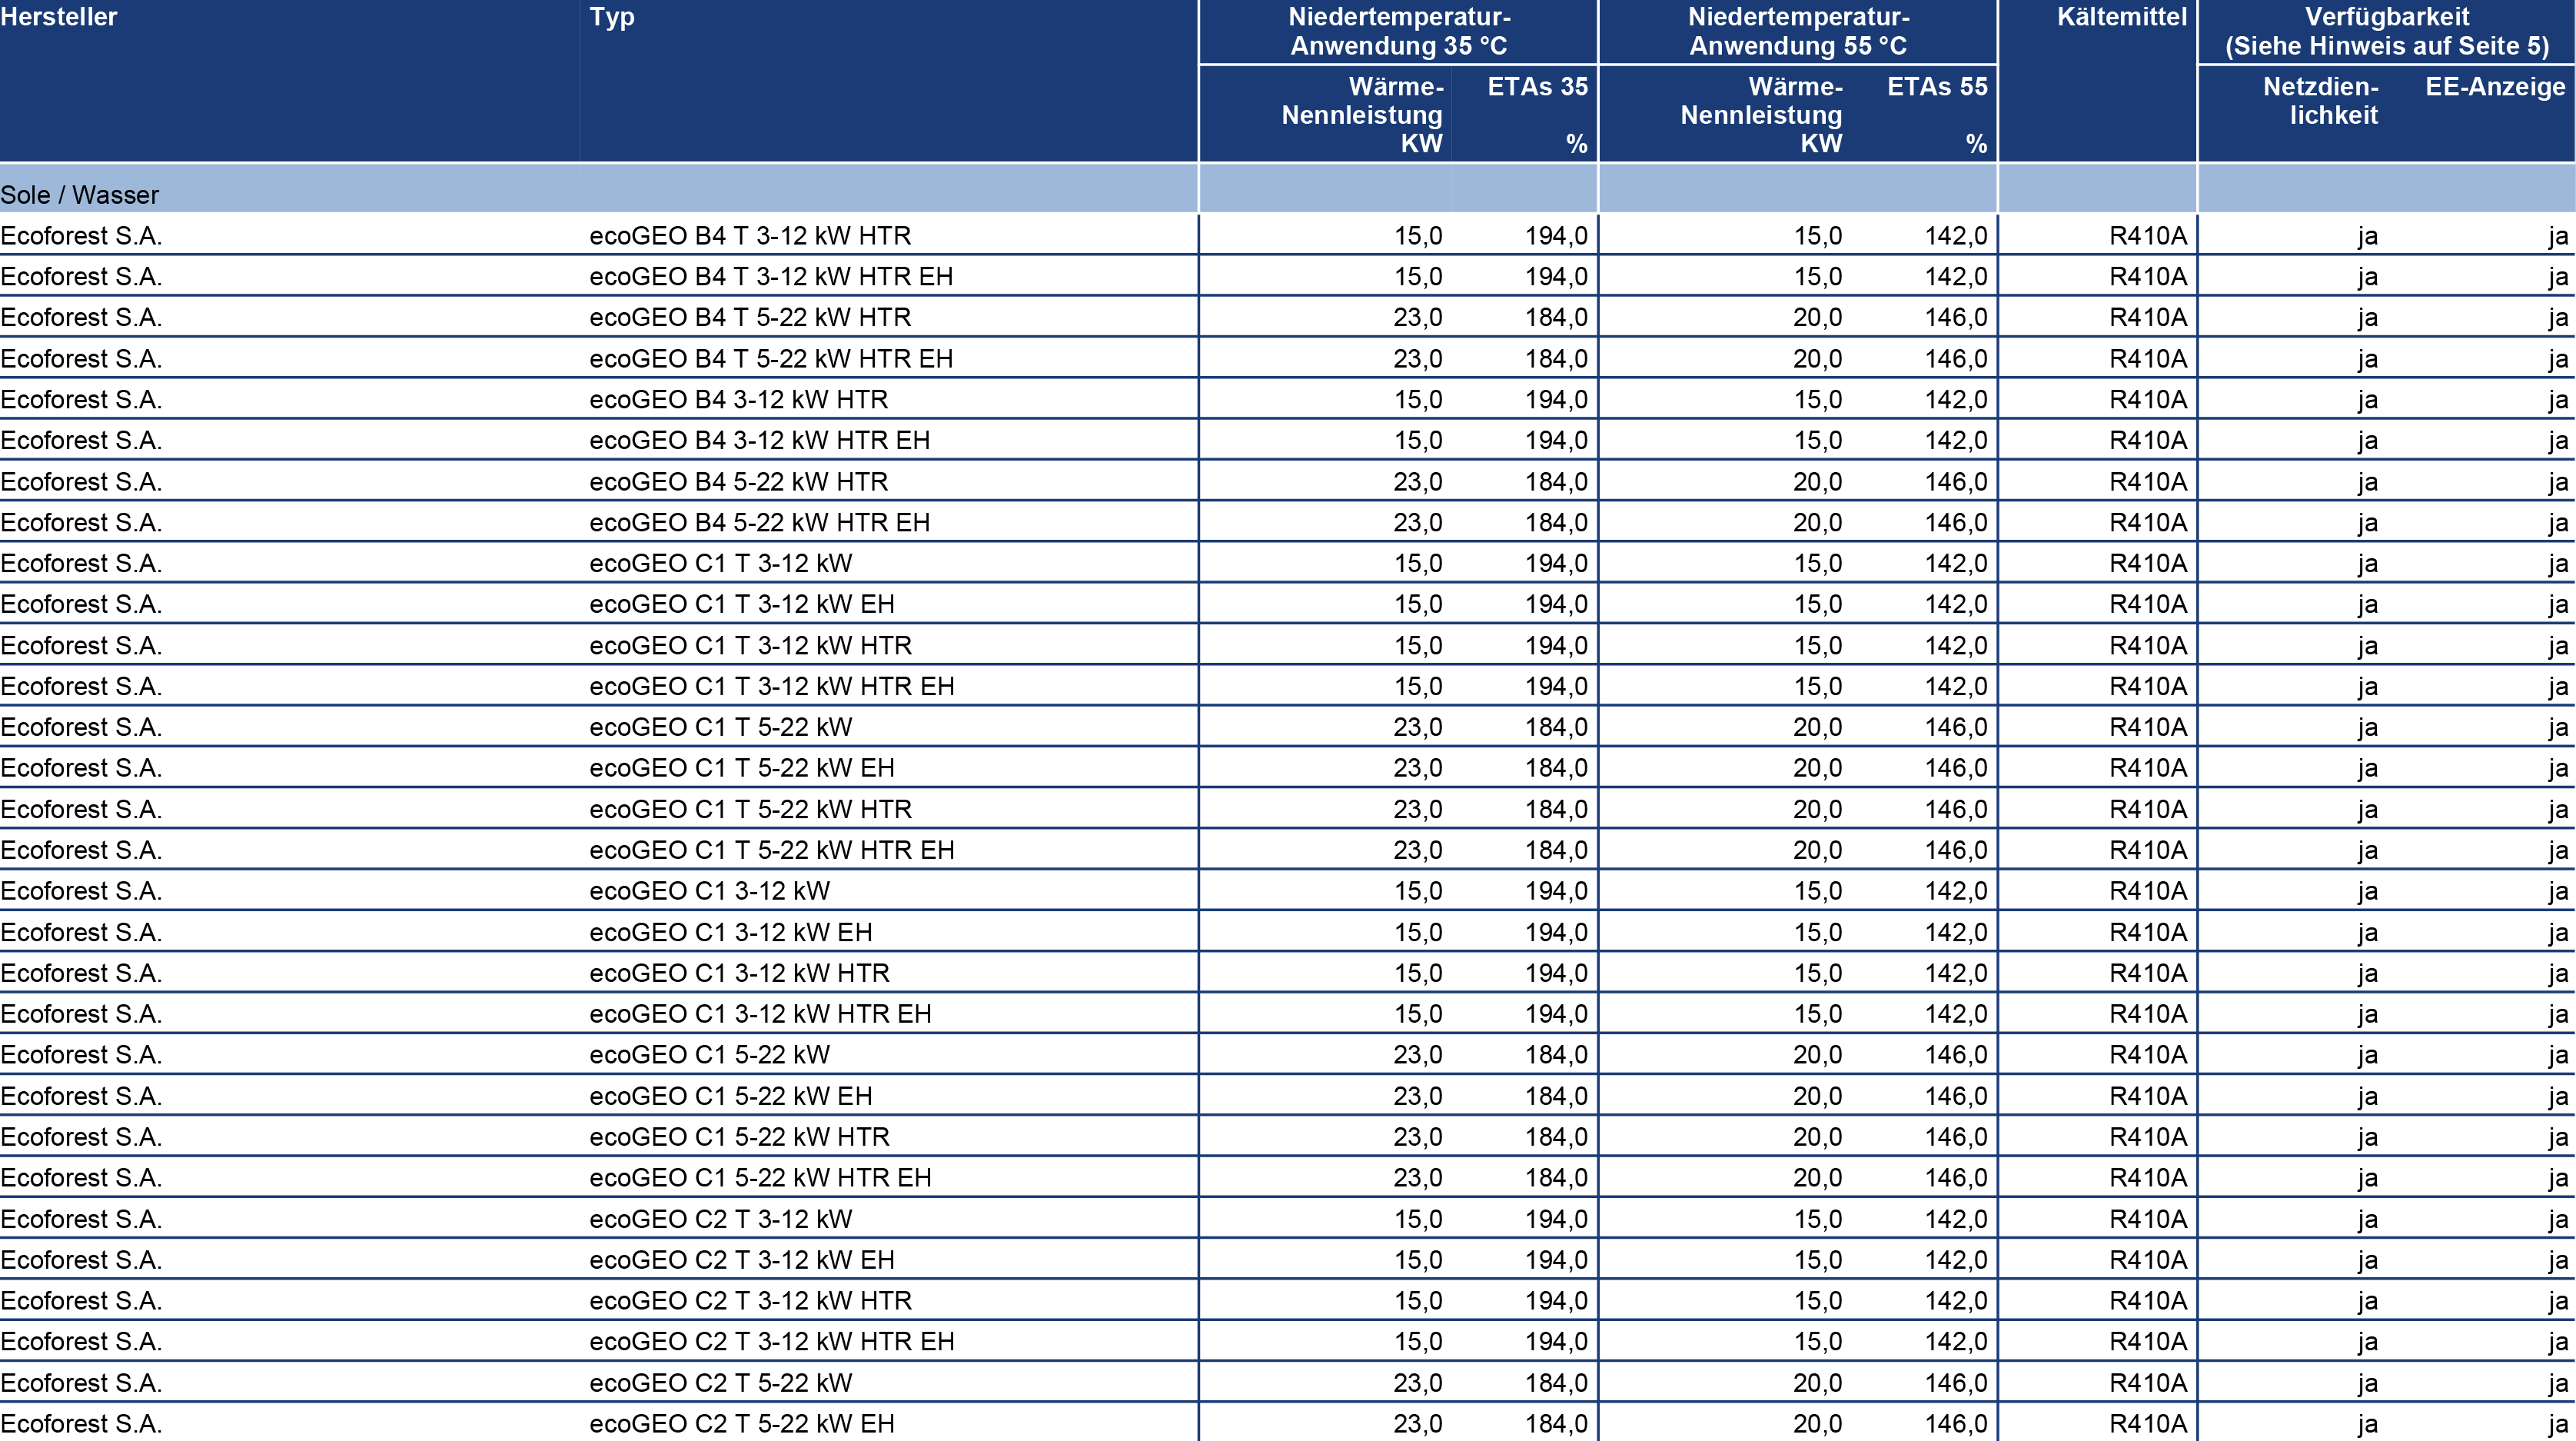 Hersteller Typ Niedertemperatur- Niedertemperatur- Kältemittel Verfügbarkeit
Anwendung 35 °C Anwendung 55 °C (Siehe Hinweis auf Seite 5)
Wärme- ETAs 35 Wärme- ETAs 55 Netzdien- EE-Anzeige
Nennleistung Nennleistung lichkeit
KW % KW %
Sole / Wasser
Ecoforest S.A. ecoGEO B4 T 3-12 kW HTR 15,0 194,0 15,0 142,0 R410A ja ja
Ecoforest S.A. ecoGEO B4 T 3-12 kW HTR EH 15,0 194,0 15,0 142,0 R410A ja ja
Ecoforest S.A. ecoGEO B4 T 5-22 kW HTR 23,0 184,0 20,0 146,0 R410A ja ja
Ecoforest S.A. ecoGEO B4 T 5-22 kW HTR EH 23,0 184,0 20,0 146,0 R410A ja ja
Ecoforest S.A. ecoGEO B4 3-12 kW HTR 15,0 194,0 15,0 142,0 R410A ja ja
Ecoforest S.A. ecoGEO B4 3-12 kW HTR EH 15,0 194,0 15,0 142,0 R410A ja ja
Ecoforest S.A. ecoGEO B4 5-22 kW HTR 23,0 184,0 20,0 146,0 R410A ja ja
Ecoforest S.A. ecoGEO B4 5-22 kW HTR EH 23,0 184,0 20,0 146,0 R410A ja ja
Ecoforest S.A. ecoGEO C1 T 3-12 kW 15,0 194,0 15,0 142,0 R410A ja ja
Ecoforest S.A. ecoGEO C1 T 3-12 kW EH 15,0 194,0 15,0 142,0 R410A ja ja
Ecoforest S.A. ecoGEO C1 T 3-12 kW HTR 15,0 194,0 15,0 142,0 R410A ja ja
Ecoforest S.A. ecoGEO C1 T 3-12 kW HTR EH 15,0 194,0 15,0 142,0 R410A ja ja
Ecoforest S.A. ecoGEO C1 T 5-22 kW 23,0 184,0 20,0 146,0 R410A ja ja
Ecoforest S.A. ecoGEO C1 T 5-22 kW EH 23,0 184,0 20,0 146,0 R410A ja ja
Ecoforest S.A. ecoGEO C1 T 5-22 kW HTR 23,0 184,0 20,0 146,0 R410A ja ja
Ecoforest S.A. ecoGEO C1 T 5-22 kW HTR EH 23,0 184,0 20,0 146,0 R410A ja ja
Ecoforest S.A. ecoGEO C1 3-12 kW 15,0 194,0 15,0 142,0 R410A ja ja
Ecoforest S.A. ecoGEO C1 3-12 kW EH 15,0 194,0 15,0 142,0 R410A ja ja
Ecoforest S.A. ecoGEO C1 3-12 kW HTR 15,0 194,0 15,0 142,0 R410A ja ja
Ecoforest S.A. ecoGEO C1 3-12 kW HTR EH 15,0 194,0 15,0 142,0 R410A ja ja
Ecoforest S.A. ecoGEO C1 5-22 kW 23,0 184,0 20,0 146,0 R410A ja ja
Ecoforest S.A. ecoGEO C1 5-22 kW EH 23,0 184,0 20,0 146,0 R410A ja ja
Ecoforest S.A. ecoGEO C1 5-22 kW HTR 23,0 184,0 20,0 146,0 R410A ja ja
Ecoforest S.A. ecoGEO C1 5-22 kW HTR EH 23,0 184,0 20,0 146,0 R410A ja ja
Ecoforest S.A. ecoGEO C2 T 3-12 kW 15,0 194,0 15,0 142,0 R410A ja ja
Ecoforest S.A. ecoGEO C2 T 3-12 kW EH 15,0 194,0 15,0 142,0 R410A ja ja
Ecoforest S.A. ecoGEO C2 T 3-12 kW HTR 15,0 194,0 15,0 142,0 R410A ja ja
Ecoforest S.A. ecoGEO C2 T 3-12 kW HTR EH 15,0 194,0 15,0 142,0 R410A ja ja
Ecoforest S.A. ecoGEO C2 T 5-22 kW 23,0 184,0 20,0 146,0 R410A ja ja
Ecoforest S.A. ecoGEO C2 T 5-22 kW EH 23,0 184,0 20,0 146,0 R410A ja ja